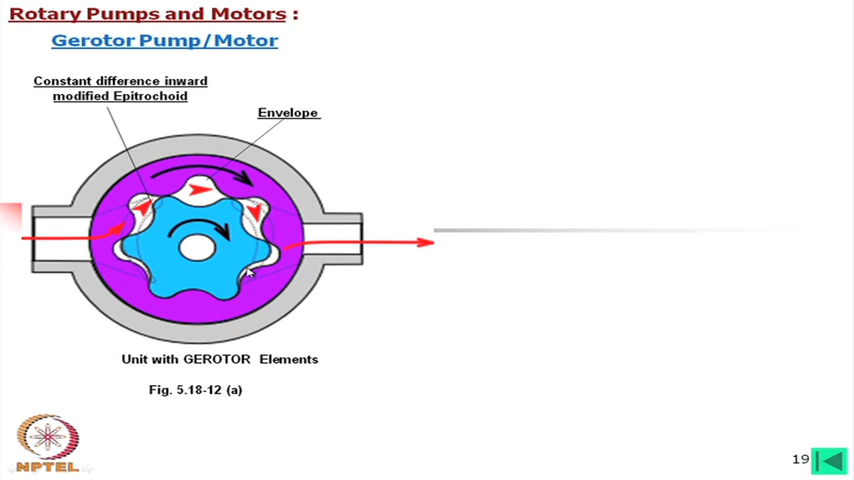 Rotary Pumps and Motors :
Gerotor Pump/Motor
Constant difference inward
modified Epitrochoid
Envelope
Unit with GEROTOR Elements
Fig. 5.18-12 (a)
NPTEL
19